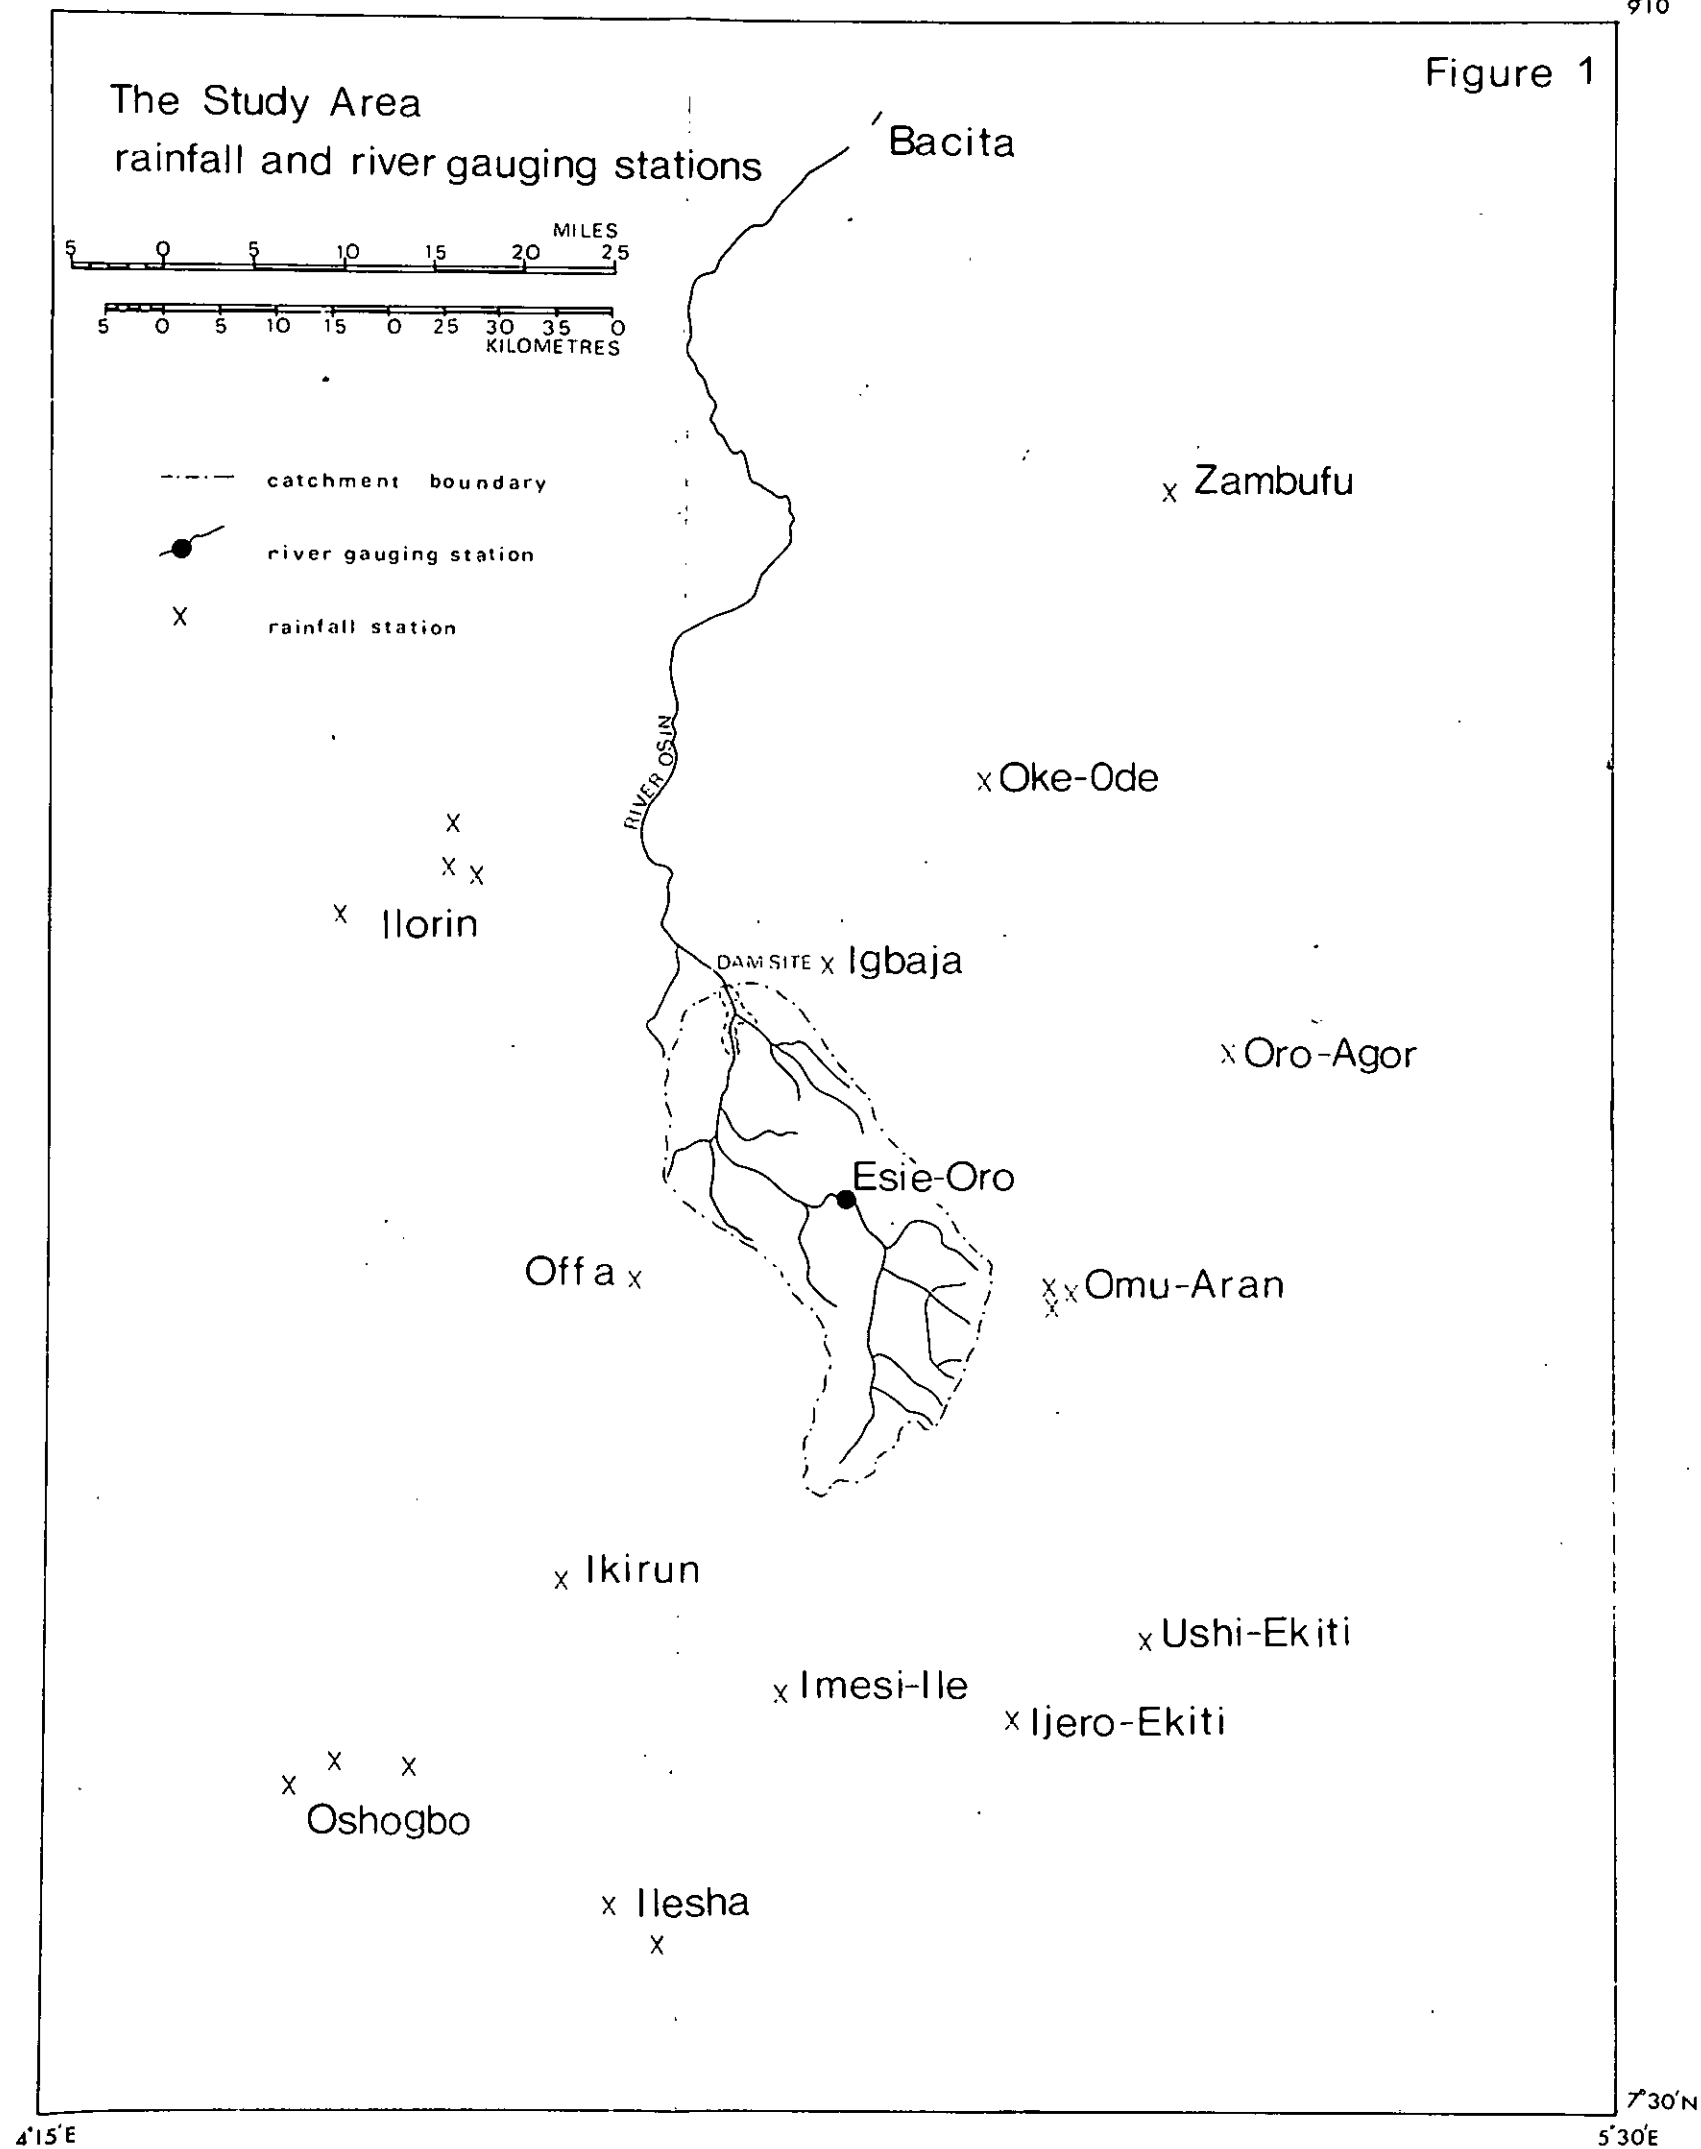 910
Figure 1
The Study Area
rainfall and river gauging stations
Bacita
MILES
5 0 5 10 15 20 25
5 0 5 10 15 0 25 30 35 0
KILOMETRES
catchment boundary
Zambufu
river gauging station
x rainfall station
RIVER OSIN
x Oke-Ode
x
x x
x Ilorin
DAM SITE x Igbaja
x Oro-Agor
Esie-Oro
Offa x
x x Omu-Aran
x
x Ikirun
x Ushi-Ekiti
x Imesi-Ile
x Ijero-Ekiti
x x
x
Oshogbo
x Ilesha
x
7°30'N
4°15'E
5°30'E